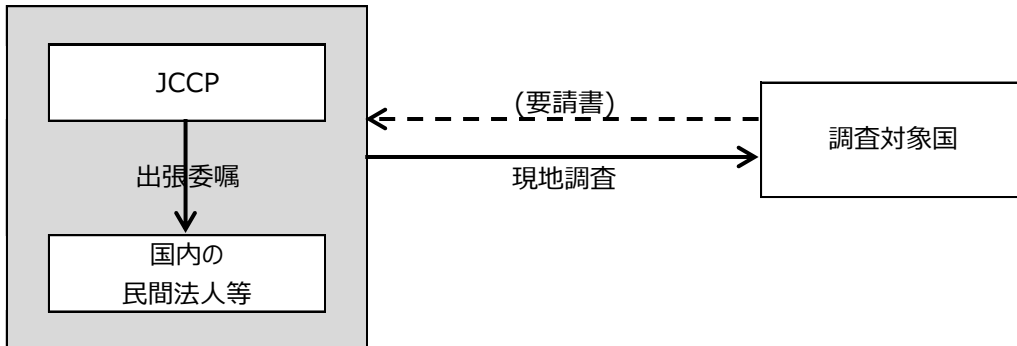 JCCP
出張委嘱
国内の
民間法人等
(要請書)
現地調査
調査対象国